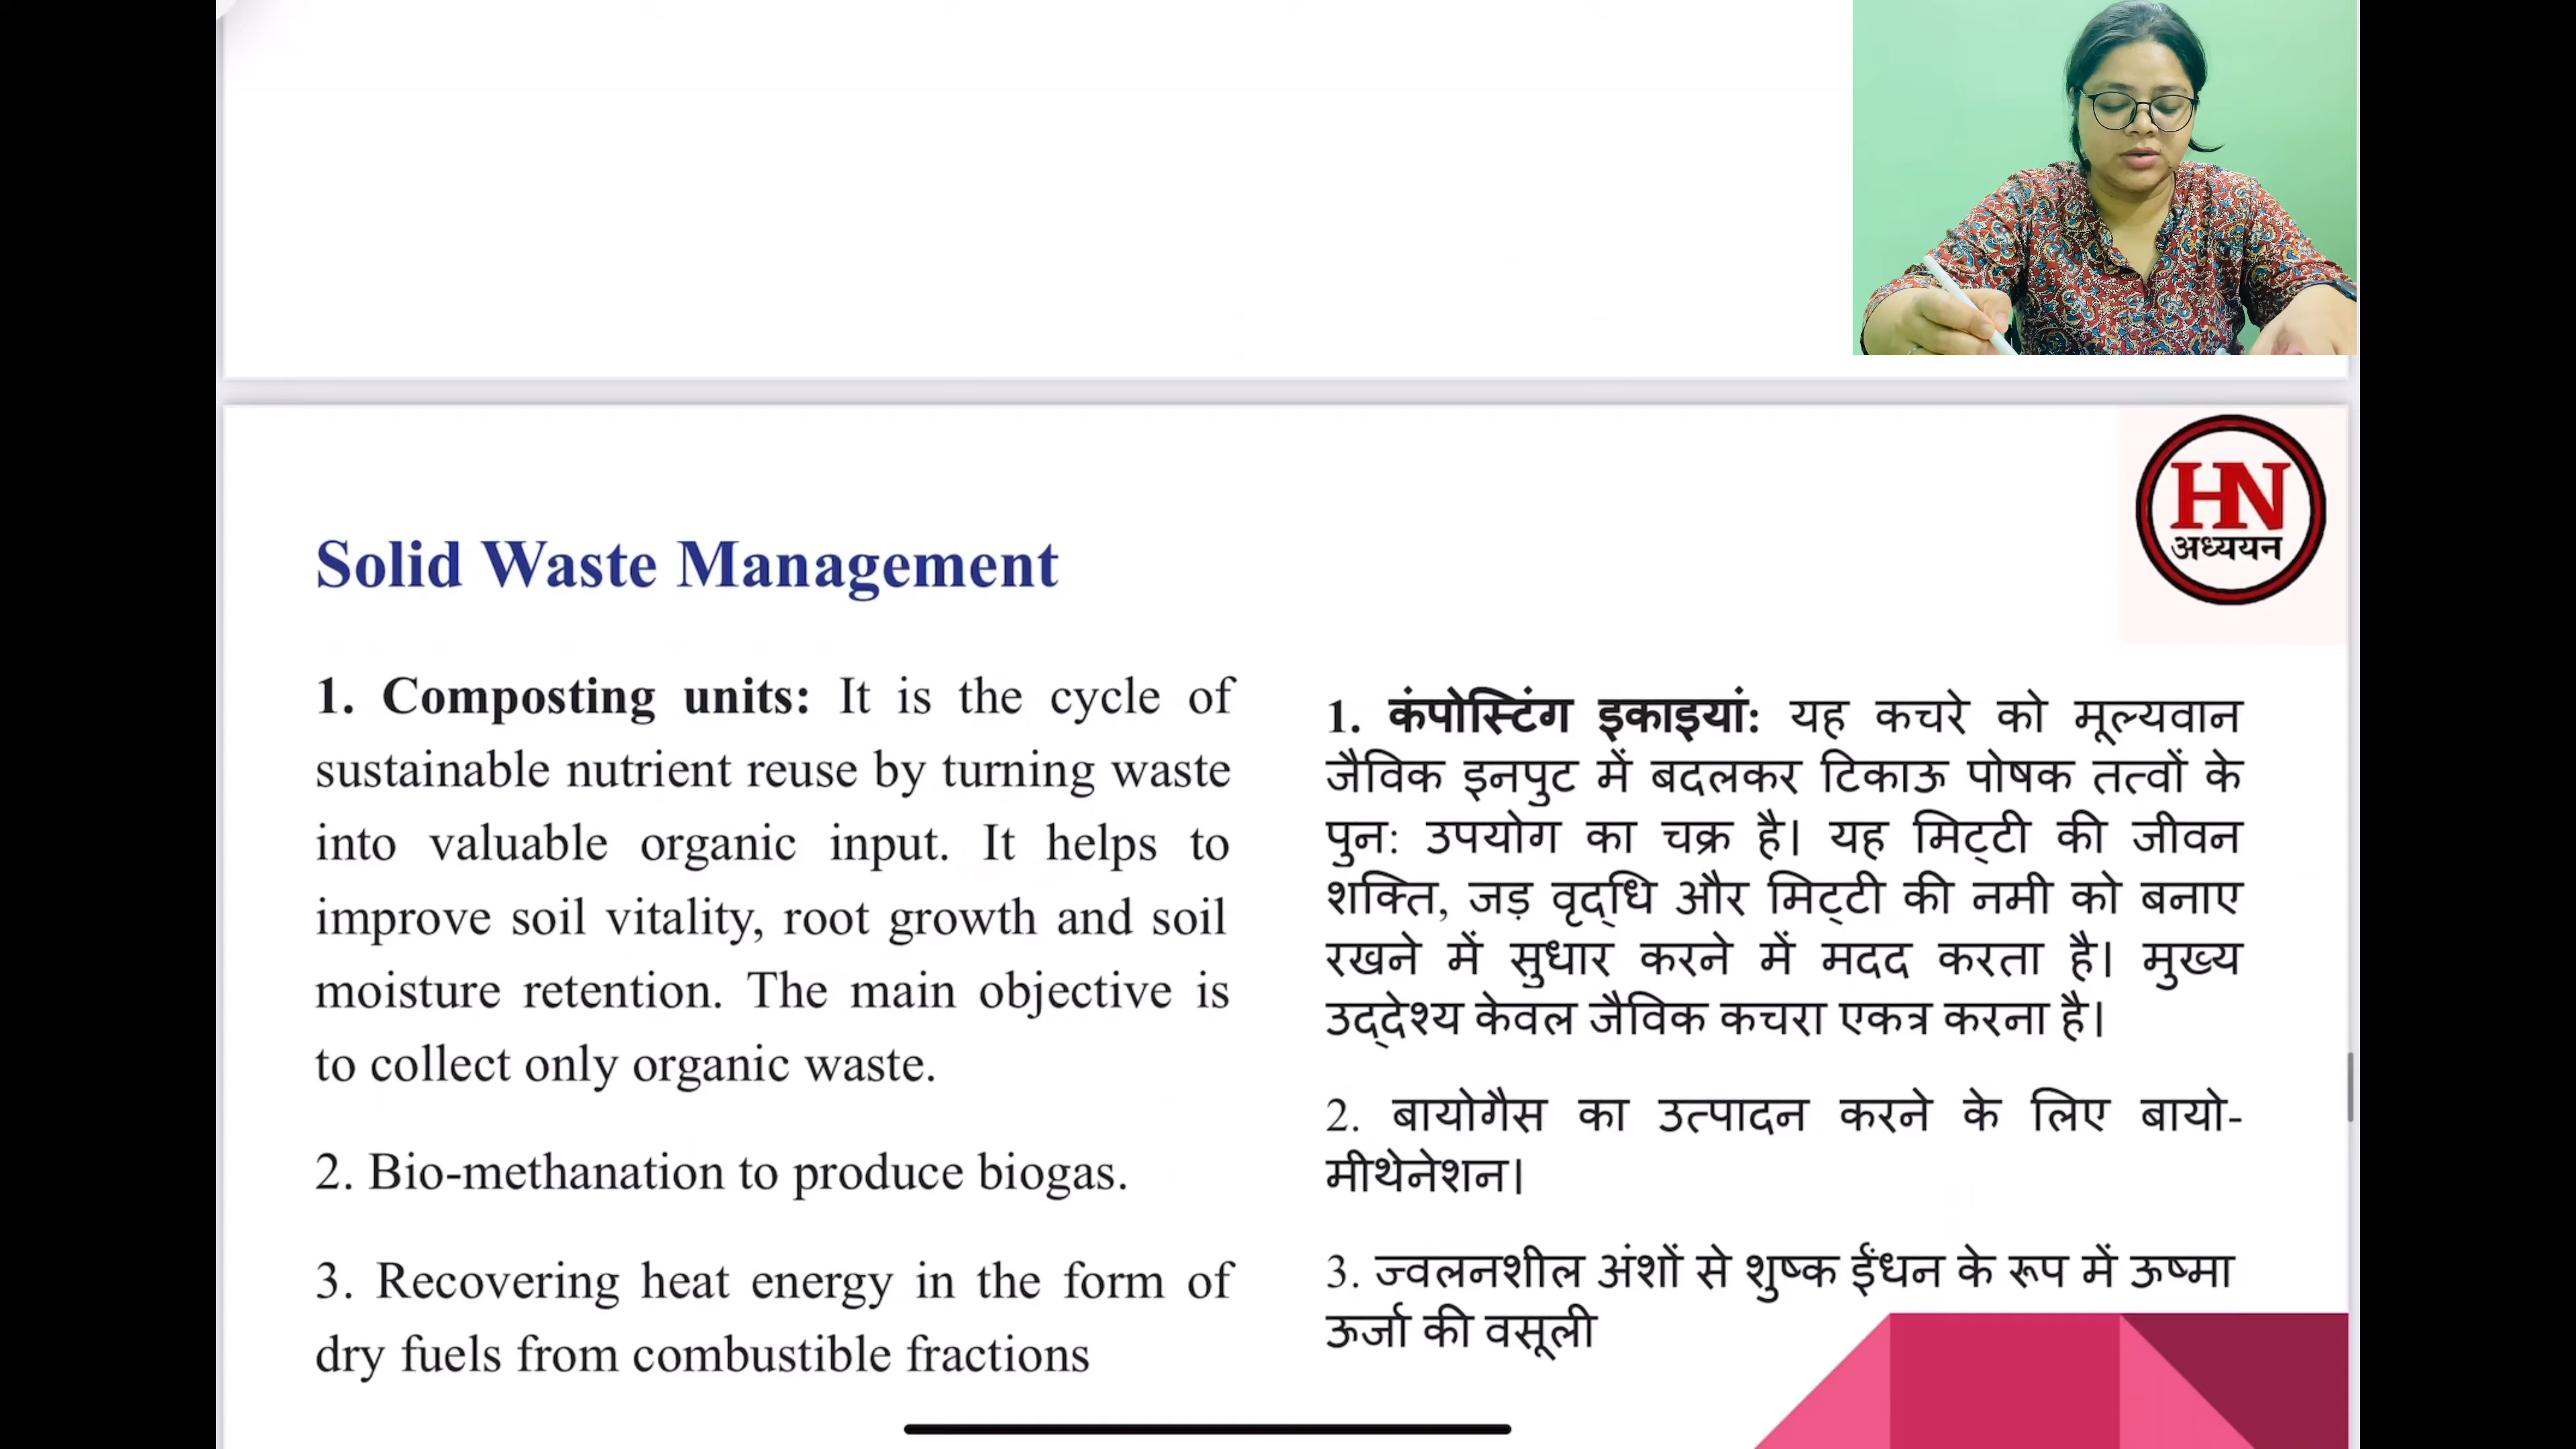 HN
अध्ययन
Solid Waste Management
1. Composting units: It is the cycle of
sustainable nutrient reuse by turning waste
into valuable organic input. It helps to
improve soil vitality, root growth and soil
moisture retention. The main objective is
to collect only organic waste.
2. Bio-methanation to produce biogas.
3. Recovering heat energy in the form of
dry fuels from combustible fractions
1. कंपोस्टिंग इकाइयां: यह कचरे को मूल्यवान
जैविक इनपुट में बदलकर टिकाऊ पोषक तत्वों के
पुन: उपयोग का चक्र है। यह मिट्टी की जीवन
शक्ति, जड़ वृद्धि और मिट्टी की नमी को बनाए
रखने में सुधार करने में मदद करता है। मुख्य
उद्देश्य केवल जैविक कचरा एकत्र करना है।
2. बायोगैस का उत्पादन करने के लिए बायो-
मीथेनेशन।
3. ज्वलनशील अंशों से शुष्क ईंधन के रूप में ऊष्मा
ऊर्जा की वसूली